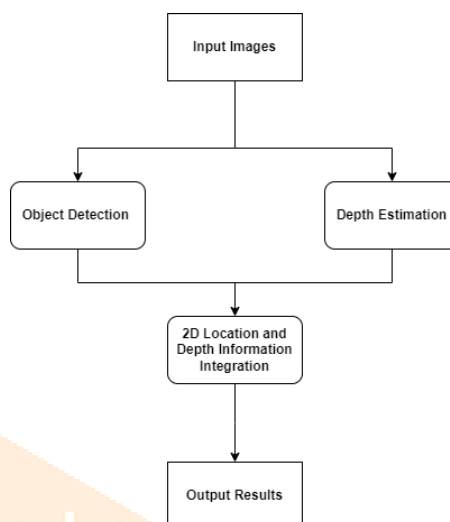 Input Images
Object Detection
Depth Estimation
2D Location and
Depth Information
Integration
Output Results